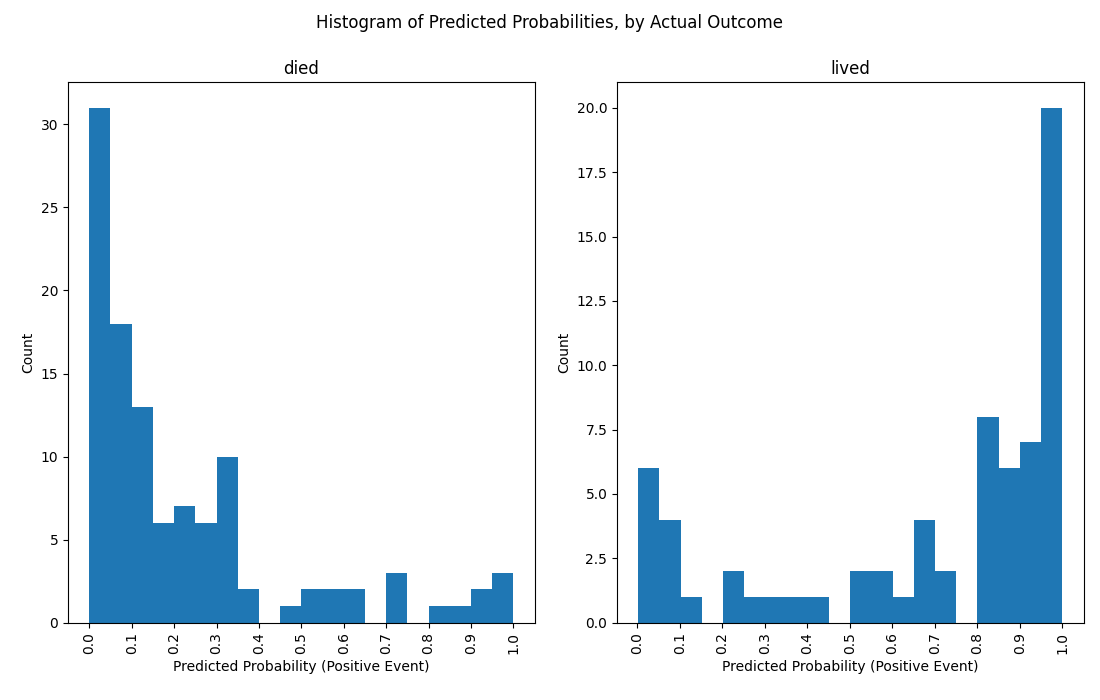 Histogram of Predicted Probabilities, by Actual Outcome
died
30
25
20
15
10
5
0
Count
0.0 0.1 0.2 0.3 0.4 0.5 0.6 0.7 0.8 0.9 1.0
Predicted Probability (Positive Event)
lived
20.0
17.5
15.0
12.5
10.0
7.5
5.0
2.5
0.0
Count
0.0 0.1 0.2 0.3 0.4 0.5 0.6 0.7 0.8 0.9 1.0
Predicted Probability (Positive Event)